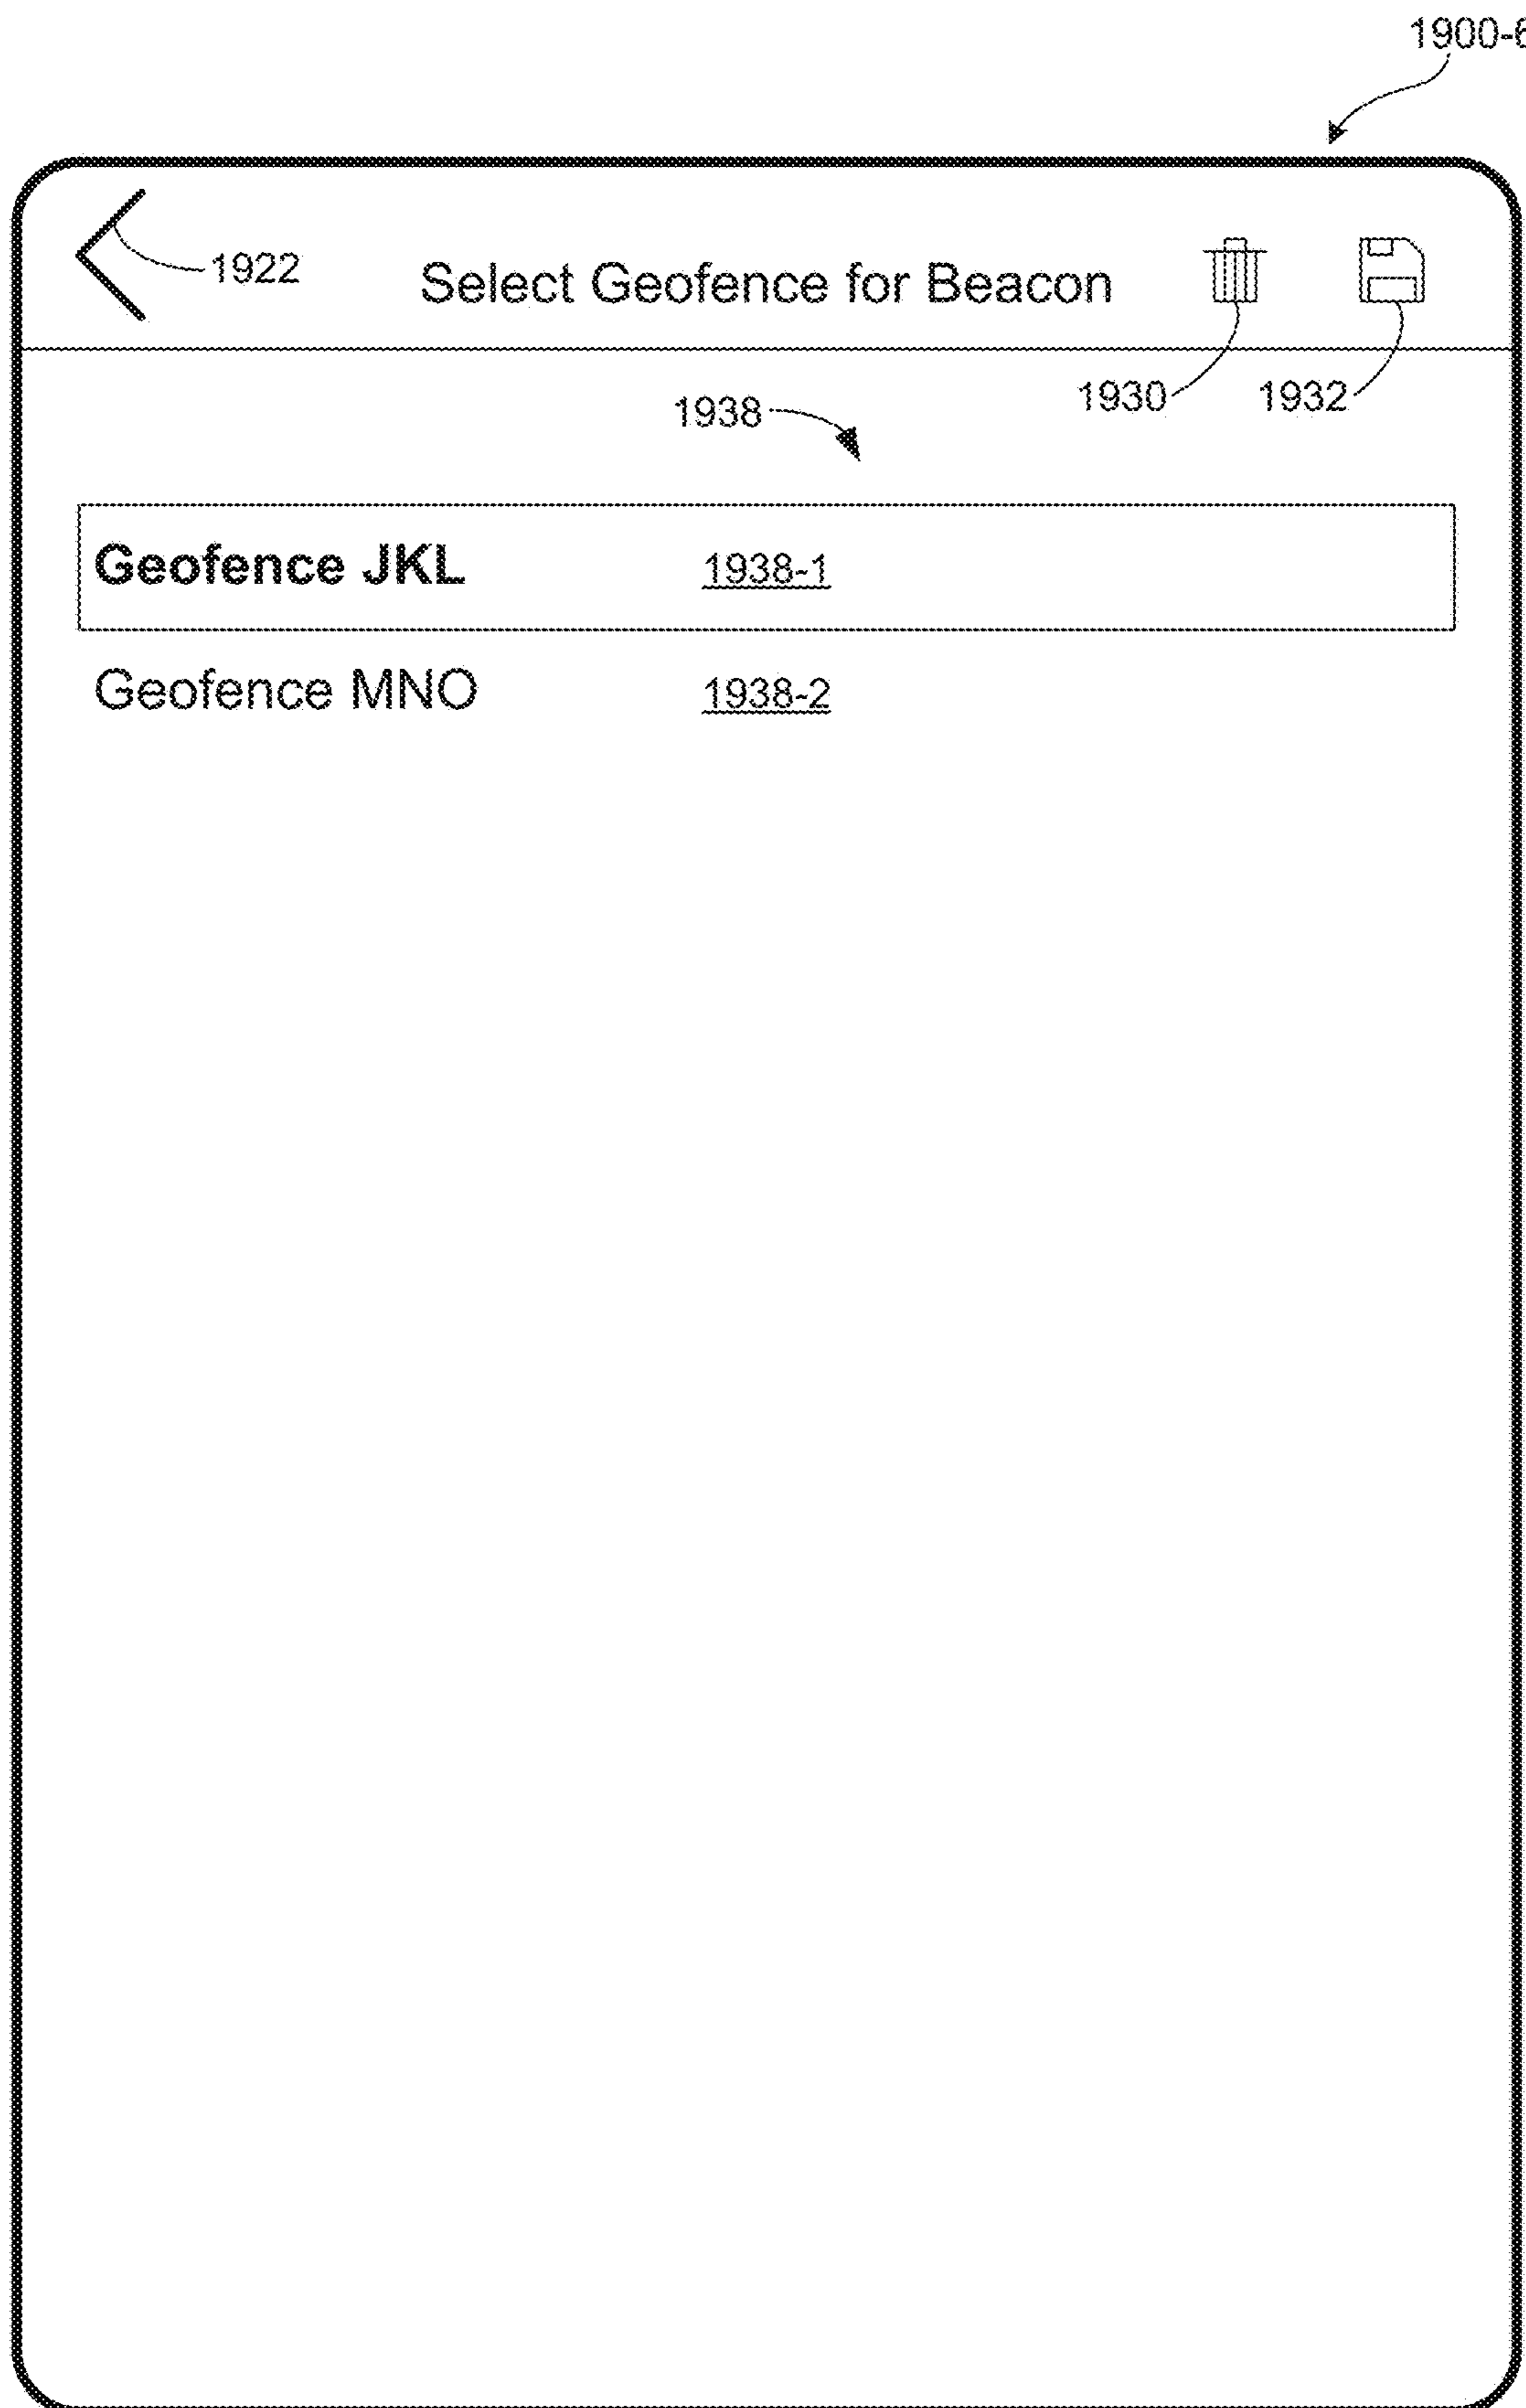 1900-6
1922
Select Geofence for Beacon
1930
1932
1938
Geofence JKL
1938-1
Geofence MNO
1938-2